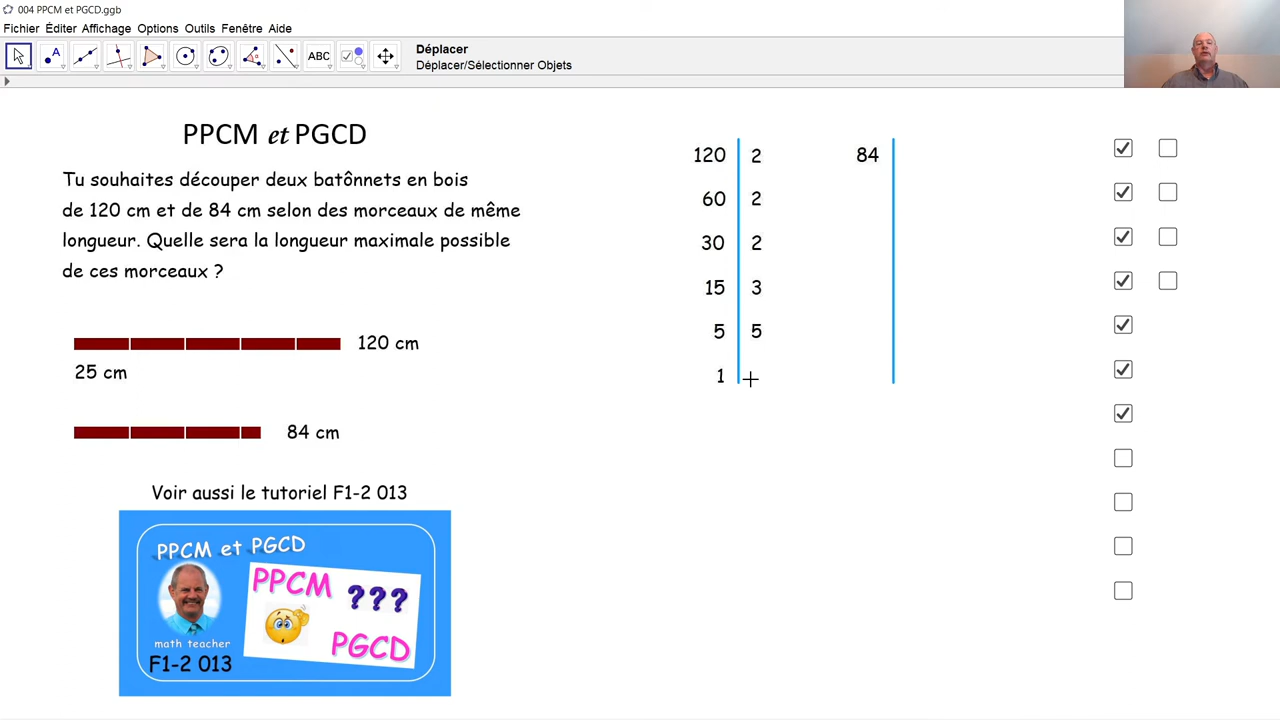 004 PPCM et PGCD.ggb
Fichier Éditer Affichage Options Outils Fenêtre Aide
A
ABC
Déplacer
Déplacer/Sélectionner Objets
PPCM et PGCD
Tu souhaites découper deux batônnets en bois
de 120 cm et de 84 cm selon des morceaux de même
longueur. Quelle sera la longueur maximale possible
de ces morceaux ?
120 cm
25 cm
84 cm
Voir aussi le tutoriel F1-2 013
PPCM et PGCD
PPCM
???
PGCD
math teacher
F1-2 013
120 2
60 2
30 2
15 3
5 5
1
84